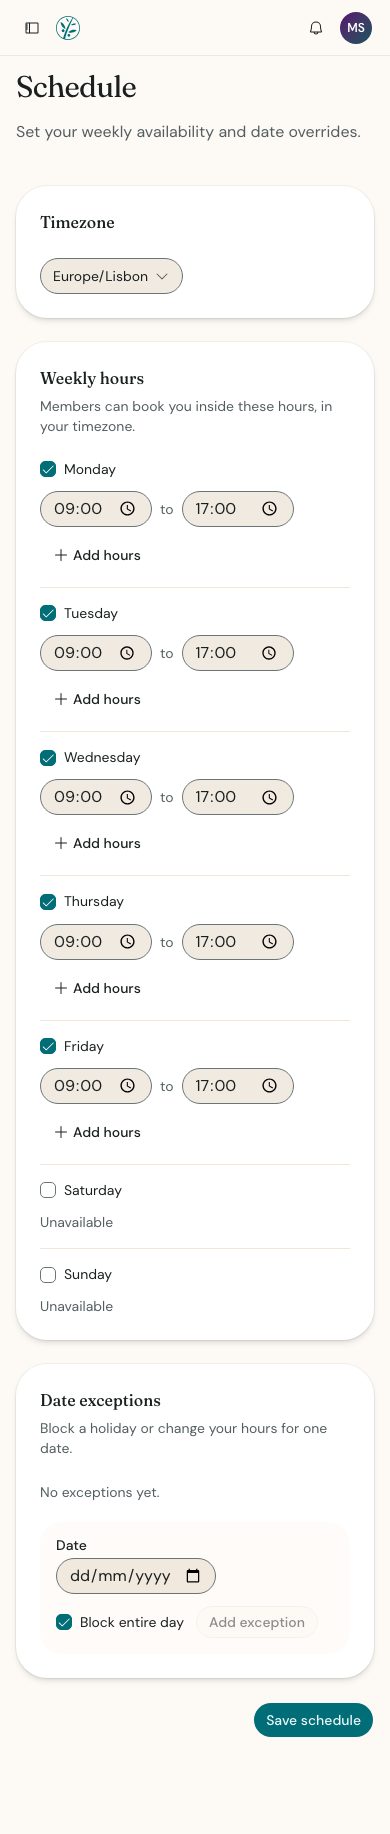 MS
Schedule
Set your weekly availability and date overrides.
Timezone
Europe/Lisbon
Weekly hours
Members can book you inside these hours, in
your timezone.
Monday
09:00 to 17:00
Add hours
Tuesday
09:00 to 17:00
Add hours
Wednesday
09:00 to 17:00
Add hours
Thursday
09:00 to 17:00
Add hours
Friday
09:00 to 17:00
Add hours
Saturday
Unavailable
Sunday
Unavailable
Date exceptions
Block a holiday or change your hours for one
date.
No exceptions yet.
Date
dd/mm/yyyy
Block entire day Add exception
Save schedule